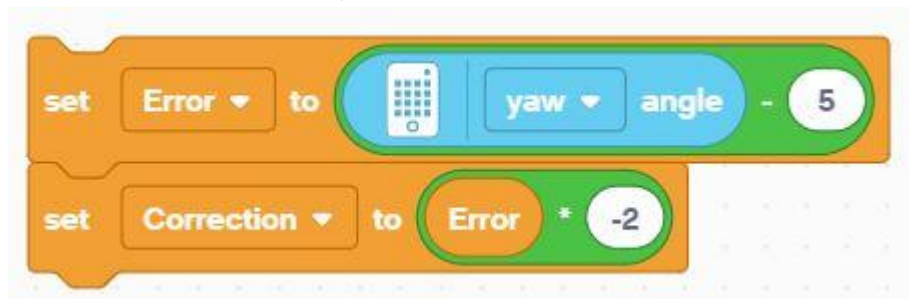 set Error to yaw angle - 5
set Correction to Error * -2